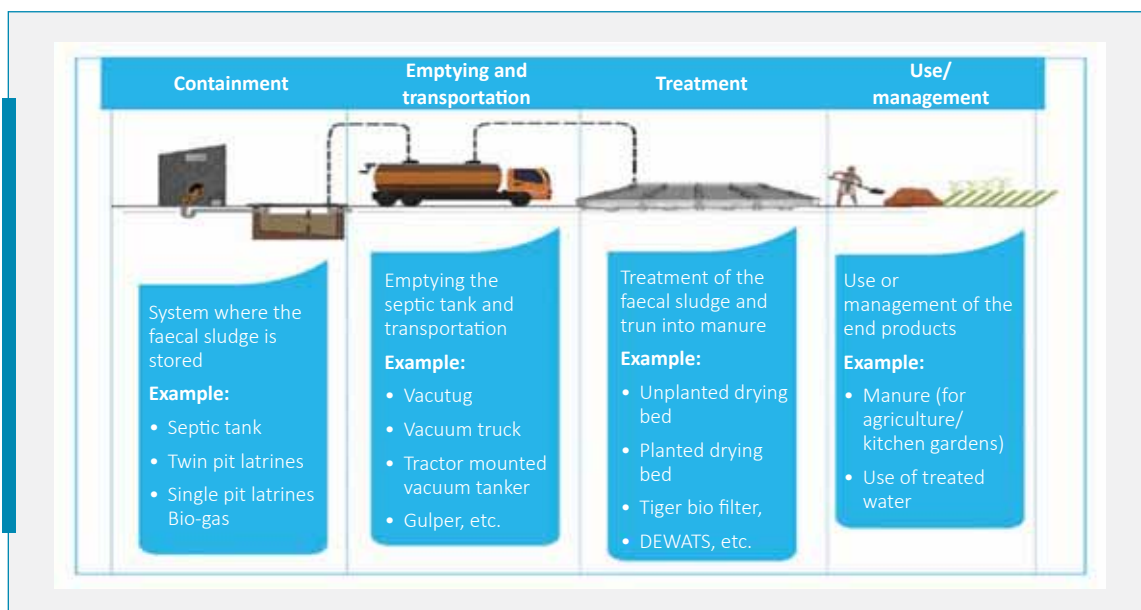 Containment
Emptying and
transportation
Treatment
Use/
management
System where the
faecal sludge is
stored
Example:
• Septic tank
• Twin pit latrines
• Single pit latrines
Bio-gas
Emptying the
septic tank and
transportation
Example:
• Vacutug
• Vacuum truck
• Tractor mounted
vacuum tanker
• Gulper, etc.
Treatment of the
faecal sludge and
trun into manure
Example:
• Unplanted drying
bed
• Planted drying
bed
• Tiger bio filter,
• DEWATS, etc.
Use or
management of the
end products
Example:
• Manure (for
agriculture/
kitchen gardens)
• Use of treated
water